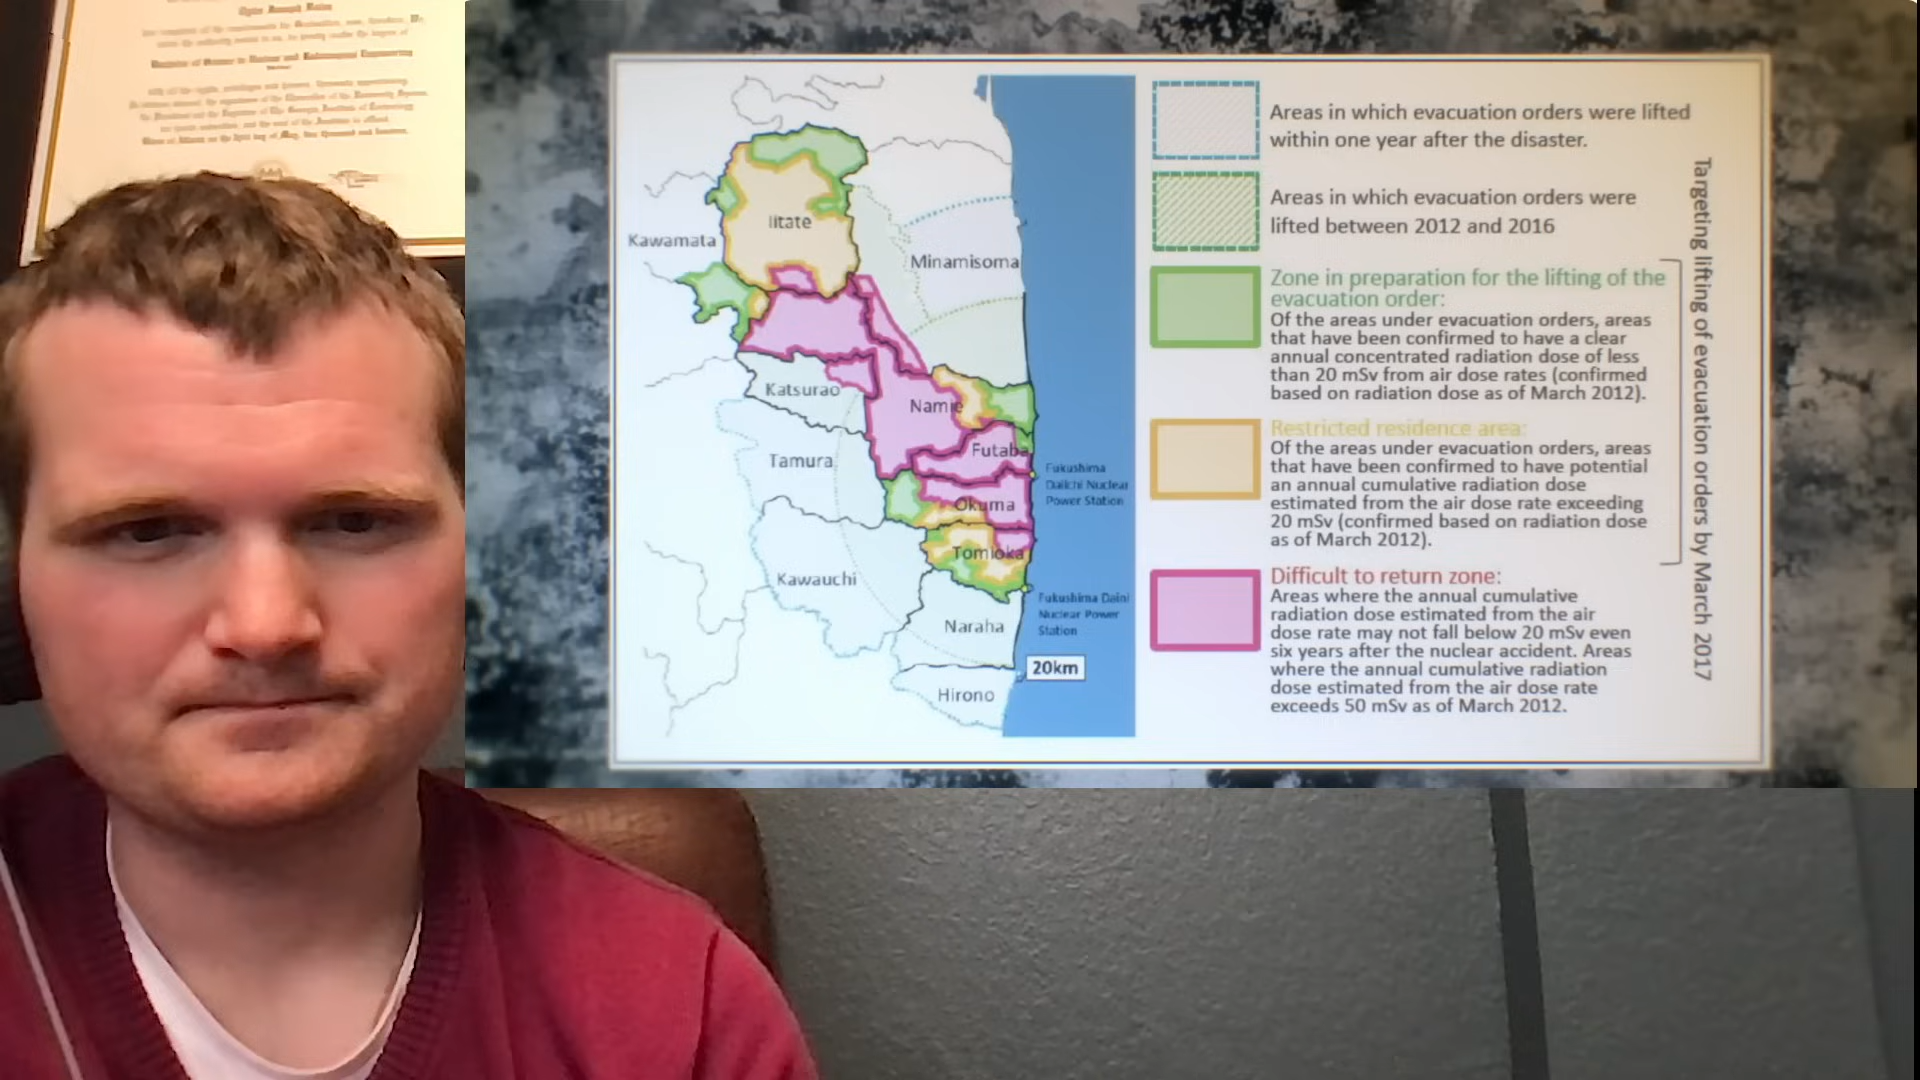 Areas in which evacuation orders were lifted
within one year after the disaster.
Areas in which evacuation orders were
lifted between 2012 and 2016
Zone in preparation for the lifting of the
evacuation order:
Of the areas under evacuation orders, areas
that have been confirmed to have a clear
annual concentrated radiation dose of less
than 20 mSv from air dose rates (confirmed
based on radiation dose as of March 2012).
Restricted residence area:
Of the areas under evacuation orders, areas
that have been confirmed to have potential
an annual cumulative radiation dose
estimated from the air dose rate exceeding
20 mSv (confirmed based on radiation dose
as of March 2012).
Difficult to return zone:
Areas where the annual cumulative
radiation dose estimated from the air
dose rate may not fall below 20 mSv even
six years after the nuclear accident. Areas
where the annual cumulative radiation
dose estimated from the air dose rate
exceeds 50 mSv as of March 2012.
Targeting lifting of evacuation orders by March 2017
Iitate
Kawamata
Minamisoma
Katsurao
Namie
Futaba
Tamura
Fukushima
Daiichi Nuclear
Power Station
Okuma
Tomioka
Kawauchi
Fukushima Daini
Nuclear Power
Station
Naraha
20km
Hirono